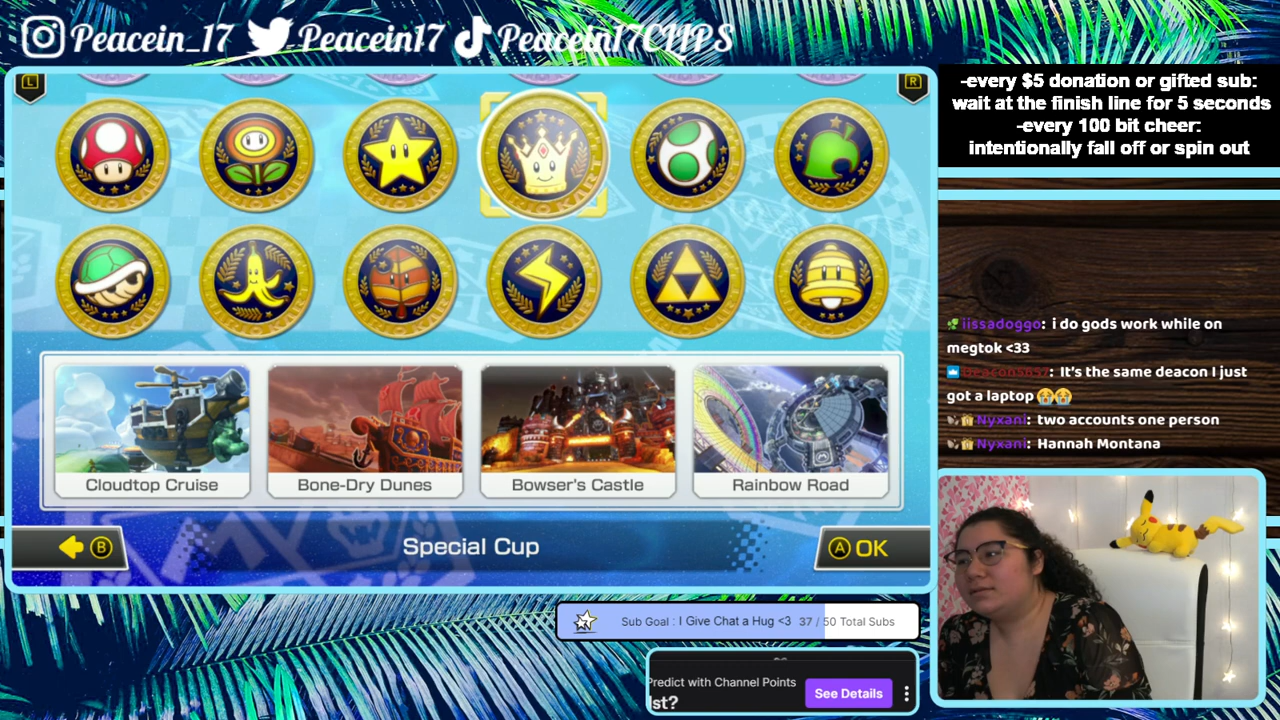 Peacein_17 Peacein17 Peacein17ClIPS
L
R
-every $5 donation or gifted sub:
wait at the finish line for 5 seconds
-every 100 bit cheer:
intentionally fall off or spin out
iissadoggo: i do gods work while on
megtok <33
: It's the same deacon I just
got a laptop 😭😭
Nyxani: two accounts one person
Nyxani: Hannah Montana
Cloudtop Cruise
Bone-Dry Dunes
Bowser's Castle
Rainbow Road
B
Special Cup
A OK
Sub Goal : I Give Chat a Hug <3 37 / 50 Total Subs
Predict with Channel Points
st?
See Details